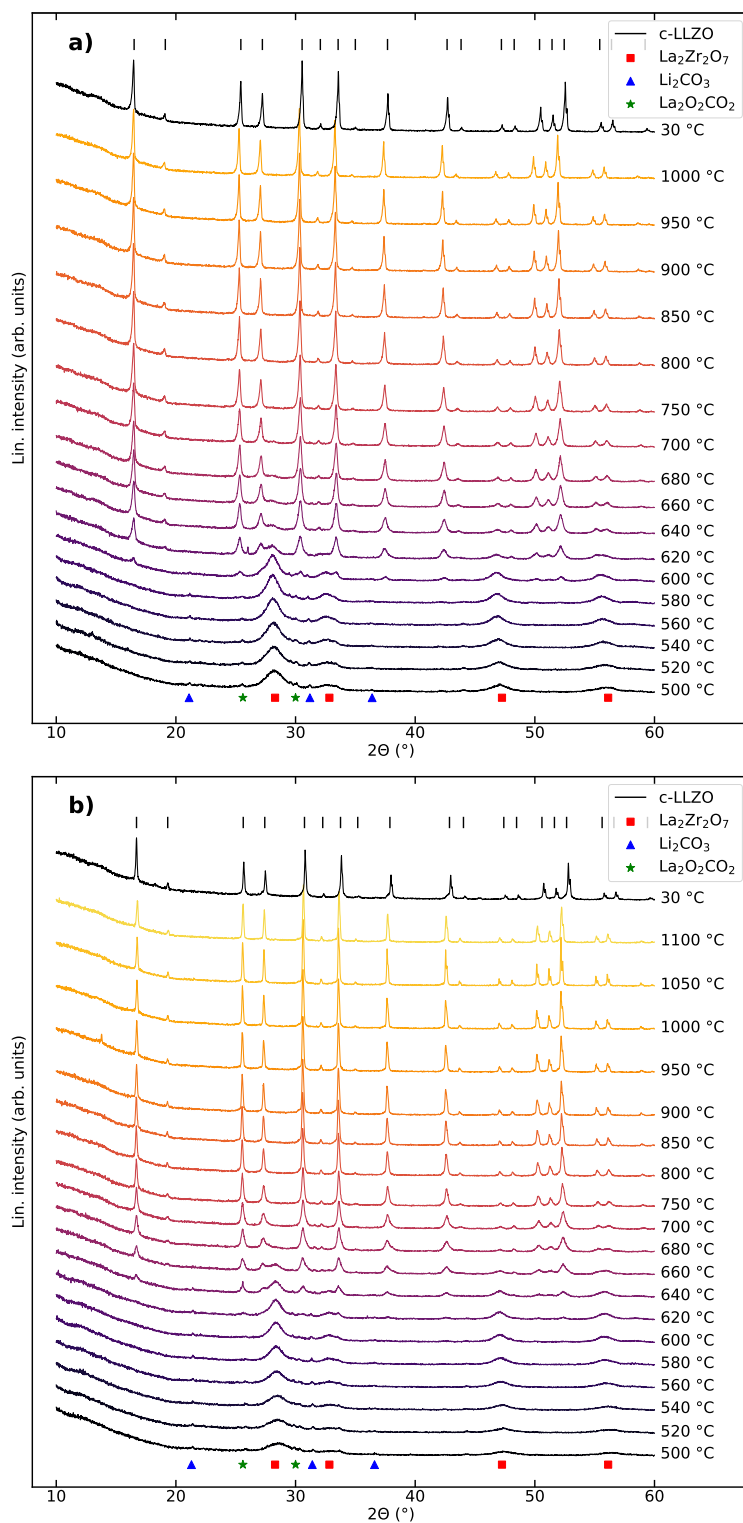 a)
c-LLZO
La₂Zr₂O₇
Li₂CO₃
La₂O₂CO₂
30 °C
1000 °C
950 °C
900 °C
850 °C
800 °C
750 °C
700 °C
680 °C
660 °C
640 °C
620 °C
600 °C
580 °C
560 °C
540 °C
520 °C
500 °C
Lin. intensity (arb. units)
10 20 30 40 50 60
2Θ (°)
b)
c-LLZO
La₂Zr₂O₇
Li₂CO₃
La₂O₂CO₂
30 °C
1100 °C
1050 °C
1000 °C
950 °C
900 °C
850 °C
800 °C
750 °C
700 °C
680 °C
660 °C
640 °C
620 °C
600 °C
580 °C
560 °C
540 °C
520 °C
500 °C
Lin. intensity (arb. units)
10 20 30 40 50 60
2Θ (°)